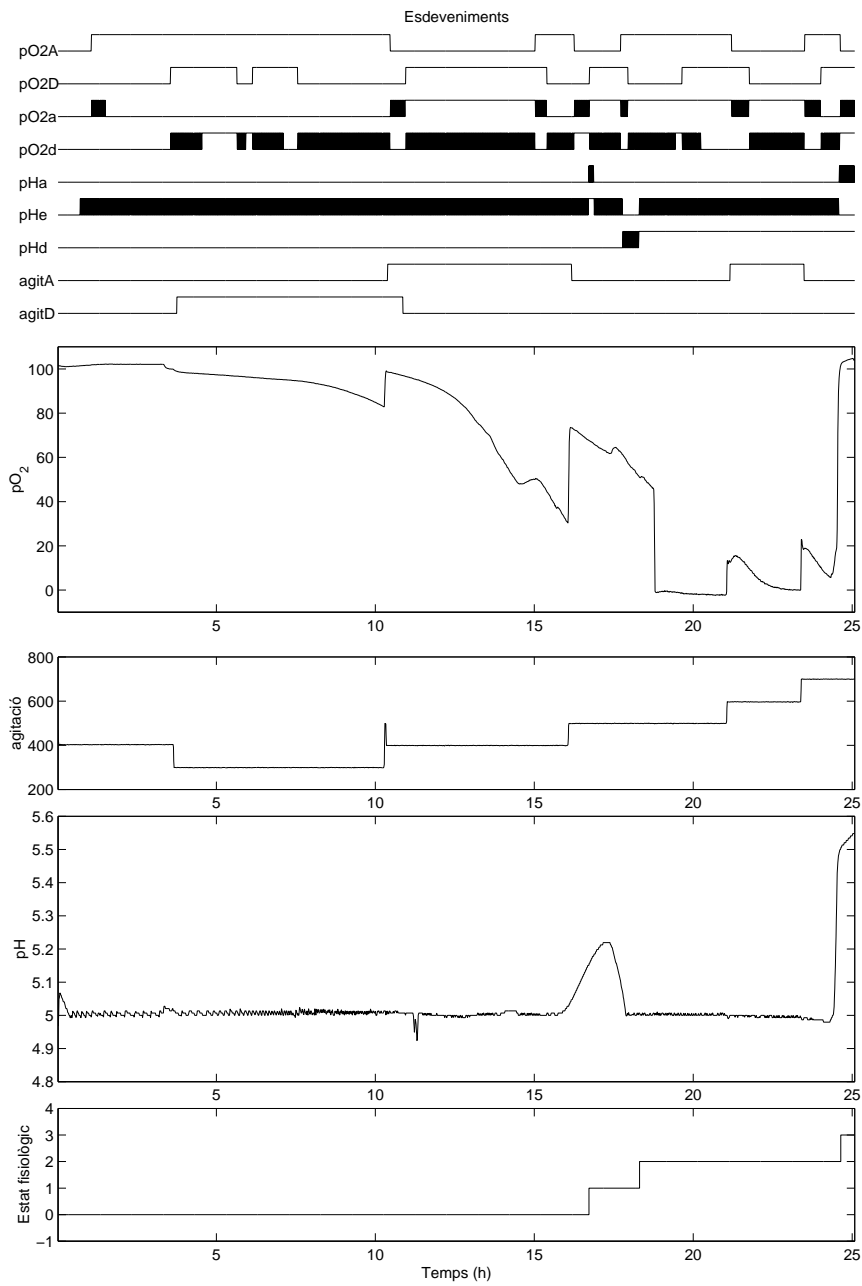 Esdeveniments
pO2A
pO2D
pO2a
pO2d
pHa
pHe
pHd
agitA
agitD
100
80
60
40
20
0
pO2
5 10 15 20 25
800
600
400
200
agitació
5 10 15 20 25
5.6
5.5
5.4
5.3
5.2
5.1
5
4.9
4.8
pH
5 10 15 20 25
4
3
2
1
0
−1
Estat fisiològic
5 10 15 20 25
Temps (h)